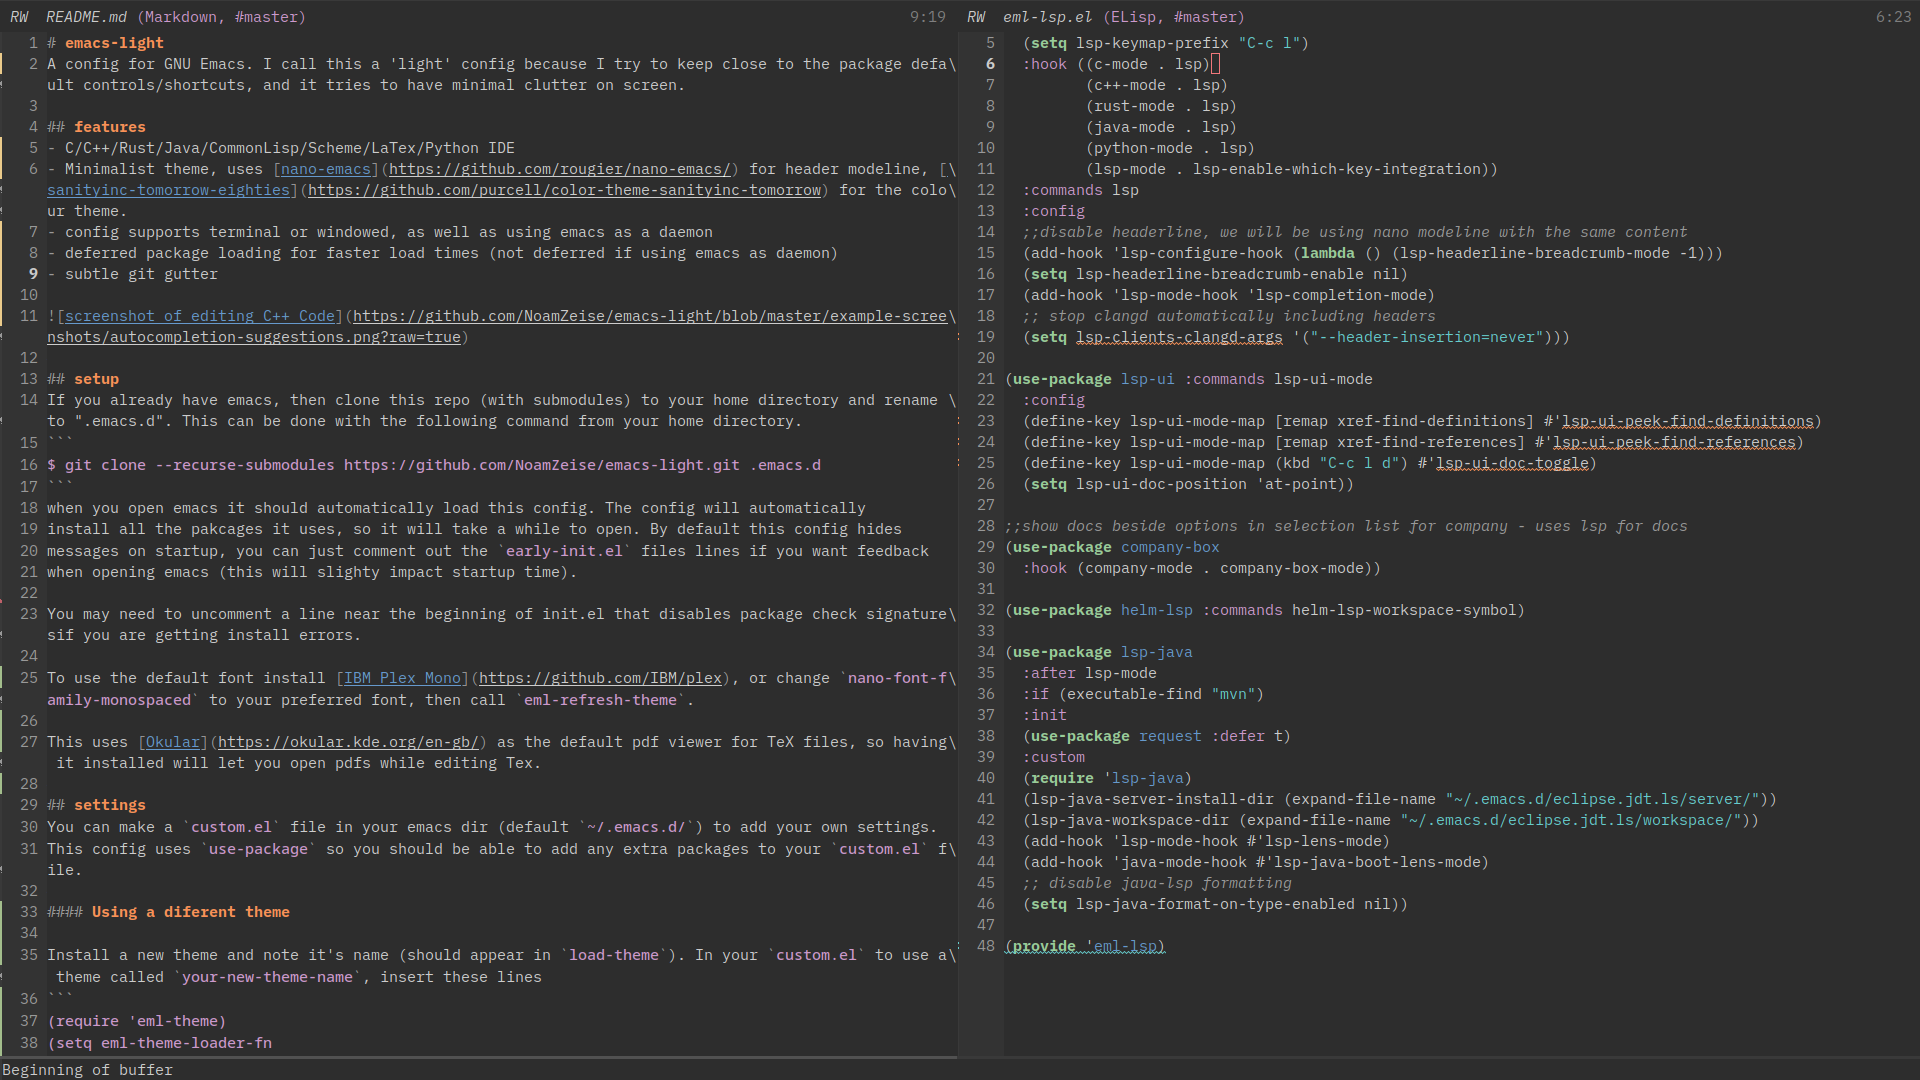 RW README.md (Markdown, #master) 9:19
1 # emacs-light
2 A config for GNU Emacs. I call this a 'light' config because I try to keep close to the package defa\
ult controls/shortcuts, and it tries to have minimal clutter on screen.
3
4 ## features
5 - C/C++/Rust/Java/CommonLisp/Scheme/LaTex/Python IDE
6 - Minimalist theme, uses [nano-emacs](https://github.com/rougier/nano-emacs/) for header modeline, [\
sanityinc-tomorrow-eighties](https://github.com/purcell/color-theme-sanityinc-tomorrow) for the colo\
ur theme.
7 - config supports terminal or windowed, as well as using emacs as a daemon
8 - deferred package loading for faster load times (not deferred if using emacs as daemon)
9 - subtle git gutter
10
11 ![screenshot of editing C++ Code](https://github.com/NoamZeise/emacs-light/blob/master/example-scree\
nshots/autocompletion-suggestions.png?raw=true)
12
13 ## setup
14 If you already have emacs, then clone this repo (with submodules) to your home directory and rename \
to ".emacs.d". This can be done with the following command from your home directory.
15 ```
16 $ git clone --recurse-submodules https://github.com/NoamZeise/emacs-light.git .emacs.d
17 ```
18 when you open emacs it should automatically load this config. The config will automatically
19 install all the pakcages it uses, so it will take a while to open. By default this config hides
20 messages on startup, you can just comment out the `early-init.el` files lines if you want feedback
21 when opening emacs (this will slighty impact startup time).
22
23 You may need to uncomment a line near the beginning of init.el that disables package check signature\
sif you are getting install errors.
24
25 To use the default font install [IBM Plex Mono](https://github.com/IBM/plex), or change `nano-font-f\
amily-monospaced` to your preferred font, then call `eml-refresh-theme`.
26
27 This uses [Okular](https://okular.kde.org/en-gb/) as the default pdf viewer for TeX files, so having\
it installed will let you open pdfs while editing Tex.
28
29 ## settings
30 You can make a `custom.el` file in your emacs dir (default `~/.emacs.d/`) to add your own settings.
31 This config uses `use-package` so you should be able to add any extra packages to your `custom.el` f\
ile.
32
33 #### Using a diferent theme
34
35 Install a new theme and note it's name (should appear in `load-theme`). In your `custom.el` to use a\
theme called `your-new-theme-name`, insert these lines
36 ```
37 (require 'eml-theme)
38 (setq eml-theme-loader-fn
Beginning of buffer
RW eml-lsp.el (ELisp, #master) 6:23
5 (setq lsp-keymap-prefix "C-c l")
6 :hook ((c-mode . lsp)
7 (c++-mode . lsp)
8 (rust-mode . lsp)
9 (java-mode . lsp)
10 (python-mode . lsp)
11 (lsp-mode . lsp-enable-which-key-integration))
12 :commands lsp
13 :config
14 ;;disable headerline, we will be using nano modeline with the same content
15 (add-hook 'lsp-configure-hook (lambda () (lsp-headerline-breadcrumb-mode -1)))
16 (setq lsp-headerline-breadcrumb-enable nil)
17 (add-hook 'lsp-mode-hook 'lsp-completion-mode)
18 ;; stop clangd automatically including headers
19 (setq lsp-clients-clangd-args '("--header-insertion=never")))
20
21 (use-package lsp-ui :commands lsp-ui-mode
22 :config
23 (define-key lsp-ui-mode-map [remap xref-find-definitions] #'lsp-ui-peek-find-definitions)
24 (define-key lsp-ui-mode-map [remap xref-find-references] #'lsp-ui-peek-find-references)
25 (define-key lsp-ui-mode-map (kbd "C-c l d") #'lsp-ui-doc-toggle)
26 (setq lsp-ui-doc-position 'at-point))
27
28 ;;show docs beside options in selection list for company - uses lsp for docs
29 (use-package company-box
30 :hook (company-mode . company-box-mode))
31
32 (use-package helm-lsp :commands helm-lsp-workspace-symbol)
33
34 (use-package lsp-java
35 :after lsp-mode
36 :if (executable-find "mvn")
37 :init
38 (use-package request :defer t)
39 :custom
40 (require 'lsp-java)
41 (lsp-java-server-install-dir (expand-file-name "~/.emacs.d/eclipse.jdt.ls/server/"))
42 (lsp-java-workspace-dir (expand-file-name "~/.emacs.d/eclipse.jdt.ls/workspace/"))
43 (add-hook 'lsp-mode-hook #'lsp-lens-mode)
44 (add-hook 'java-mode-hook #'lsp-java-boot-lens-mode)
45 ;; disable java-lsp formatting
46 (setq lsp-java-format-on-type-enabled nil))
47
48 (provide 'eml-lsp)